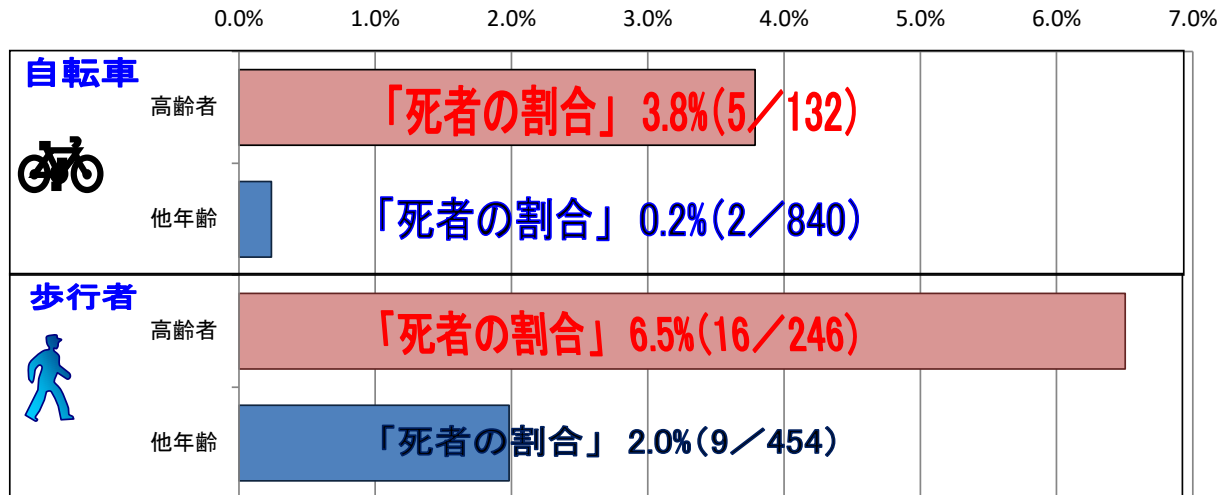 0.0% 1.0% 2.0% 3.0% 4.0% 5.0% 6.0% 7.0%
自転車
高齢者
「死者の割合」 3.8%(5／132)
他年齢
「死者の割合」 0.2%(2／840)
歩行者
高齢者
「死者の割合」 6.5%(16／246)
他年齢
「死者の割合」 2.0%(9／454)